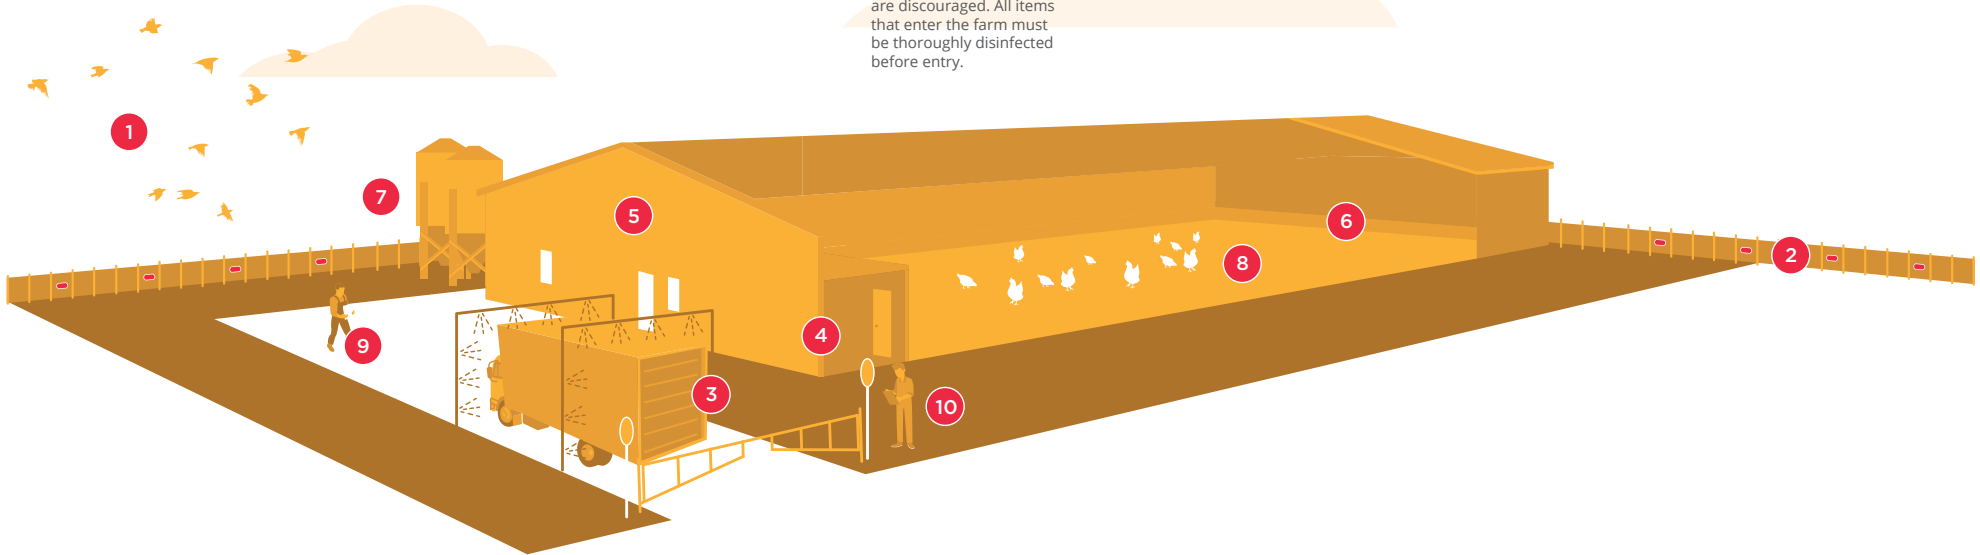 are discouraged. All items
that enter the farm must
be thoroughly disinfected
before entry.
1
7
5
6
8
2
4
9
3
10